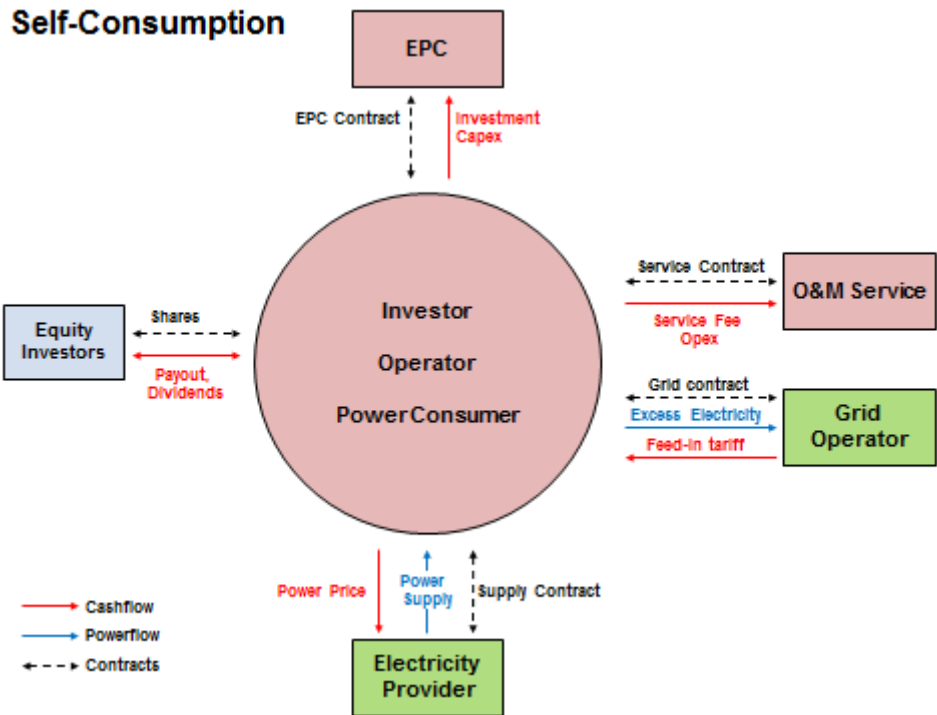 Self-Consumption
EPC
EPC Contract
Investment
Capex
Investor
Operator
Power Consumer
Equity
Investors
Shares
Payout,
Dividends
Service Contract
Service Fee
Opex
O&M Service
Grid contract
Excess Electricity
Feed-in tariff
Grid
Operator
Power Price
Power
Supply
Supply Contract
Electricity
Provider
Cashflow
Powerflow
Contracts